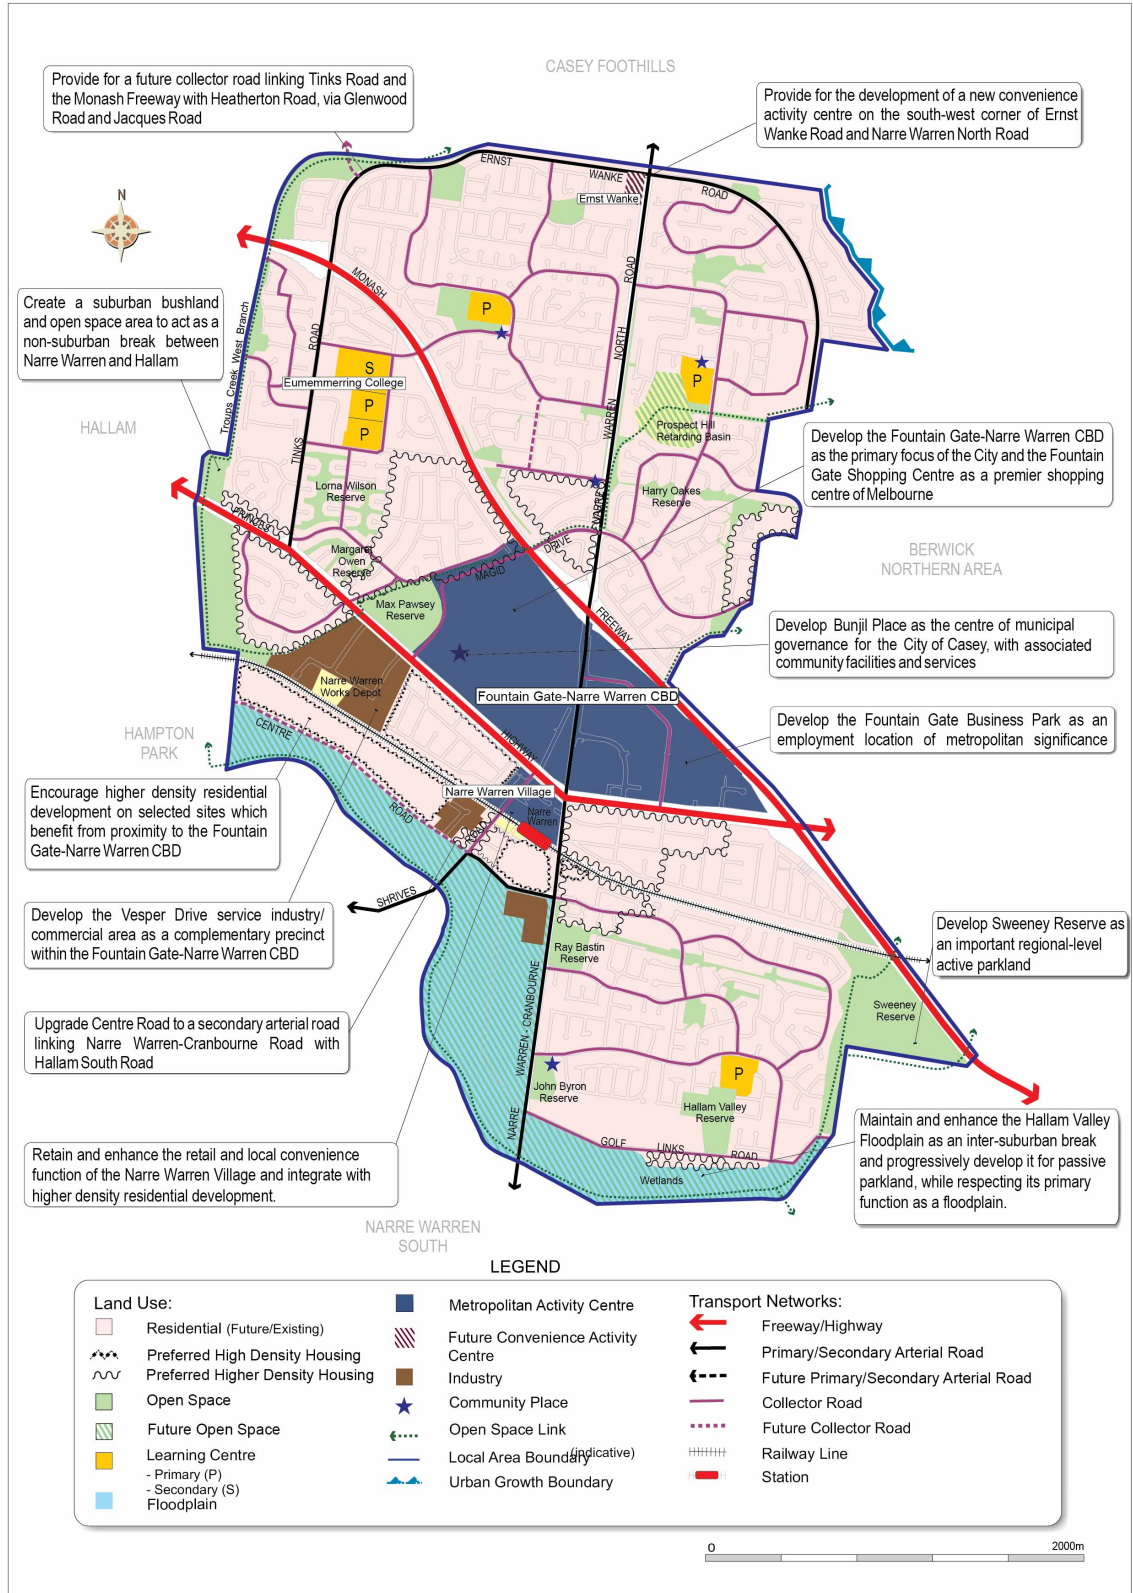 CASEY FOOTHILLS
Provide for a future collector road linking Tinks Road and
the Monash Freeway with Heatherton Road, via Glenwood
Road and Jacques Road
Provide for the development of a new convenience
activity centre on the south-west corner of Ernst
Wanke Road and Narre Warren North Road
N
ERNST
WANKE
ROAD
Ernst Wanke
MONASH
ROAD
Create a suburban bushland
and open space area to act as a
non-suburban break between
Narre Warren and Hallam
Troups Creek West Branch
ROAD
NORTH
WARREN
NARRE
P
S
Eumemmerring College
P
P
P
TINKS
HALLAM
Prospect Hill
Retarding Basin
Develop the Fountain Gate-Narre Warren CBD
as the primary focus of the City and the Fountain
Gate Shopping Centre as a premier shopping
centre of Melbourne
Lorna Wilson
Reserve
Harry Oakes
Reserve
PRINCES
Margaret
Owen
Reserve
MAGID
DRIVE
BERWICK
NORTHERN AREA
Max Pawsey
Reserve
FREEWAY
Develop Bunjil Place as the centre of municipal
governance for the City of Casey, with associated
community facilities and services
Narre Warren
Works Depot
Fountain Gate-Narre Warren CBD
Develop the Fountain Gate Business Park as an
employment location of metropolitan significance
HAMPTON
PARK
CENTRE
ROAD
HIGHWAY
Narre Warren Village
Narre
Warren
ROAD
Encourage higher density residential
development on selected sites which
benefit from proximity to the Fountain
Gate-Narre Warren CBD
SHRIVES
Develop the Vesper Drive service industry/
commercial area as a complementary precinct
within the Fountain Gate-Narre Warren CBD
Develop Sweeney Reserve as
an important regional-level
active parkland
Ray Bastin
Reserve
Sweeney
Reserve
WARREN - CRANBOURNE
NARRE
Upgrade Centre Road to a secondary arterial road
linking Narre Warren-Cranbourne Road with
Hallam South Road
P
John Byron
Reserve
Hallam Valley
Reserve
Maintain and enhance the Hallam Valley
Floodplain as an inter-suburban break
and progressively develop it for passive
parkland, while respecting its primary
function as a floodplain.
GOLF
LINKS
ROAD
Wetlands
Retain and enhance the retail and local convenience
function of the Narre Warren Village and integrate with
higher density residential development.
NARRE WARREN
SOUTH
LEGEND
Land Use:
Residential (Future/Existing)
Preferred High Density Housing
Preferred Higher Density Housing
Open Space
Future Open Space
Learning Centre
- Primary (P)
- Secondary (S)
Floodplain
Metropolitan Activity Centre
Future Convenience Activity
Centre
Industry
Community Place
Open Space Link
Local Area Boundary (indicative)
Urban Growth Boundary
Transport Networks:
Freeway/Highway
Primary/Secondary Arterial Road
Future Primary/Secondary Arterial Road
Collector Road
Future Collector Road
Railway Line
Station
0
2000m